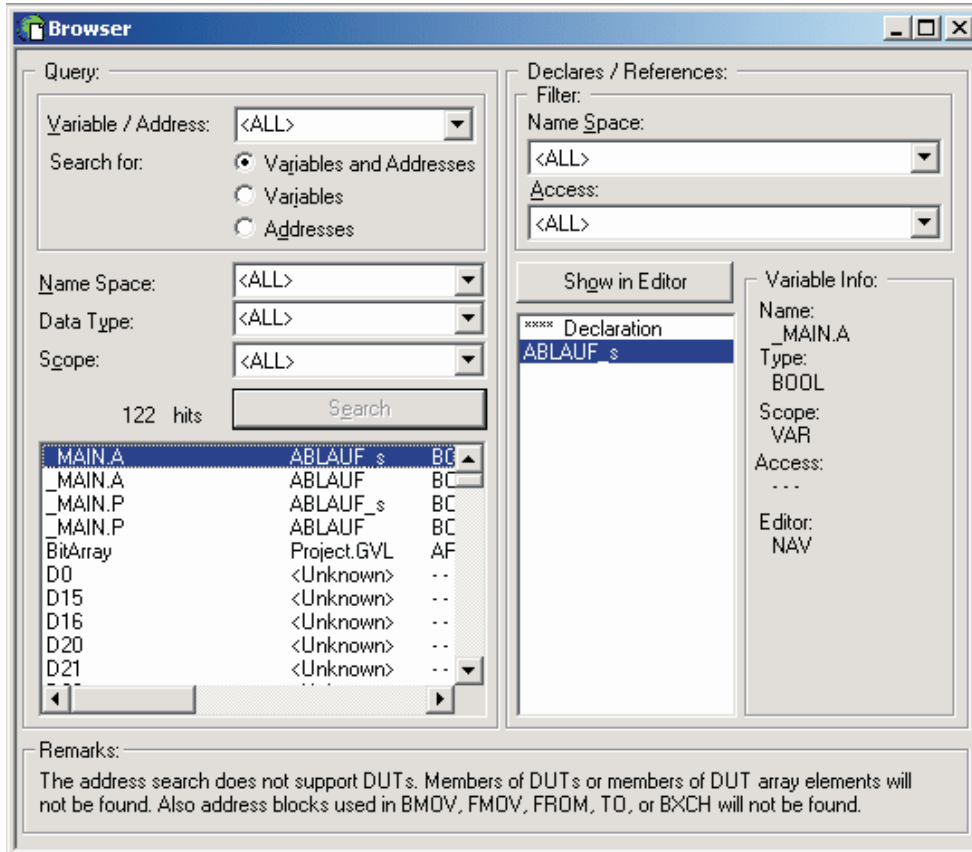 Browser
Query:
Variable / Address:
<ALL>
Search for:
Variables and Addresses
Variables
Addresses
Name Space:
<ALL>
Data Type:
<ALL>
Scope:
<ALL>
122 hits
Search
_MAIN.A ABLAUF_s BO
_MAIN.A ABLAUF BO
_MAIN.P ABLAUF_s BO
_MAIN.P ABLAUF BO
BitArray Project.GVL AF
D0 <Unknown> - -
D15 <Unknown> - -
D16 <Unknown> - -
D20 <Unknown> - -
D21 <Unknown> - -
Declares / References:
Filter:
Name Space:
<ALL>
Access:
<ALL>
Show in Editor
**** Declaration
ABLAUF_s
Variable Info:
Name:
_MAIN.A
Type:
BOOL
Scope:
VAR
Access:
- - -
Editor:
NAV
Remarks:
The address search does not support DUTs. Members of DUTs or members of DUT array elements will
not be found. Also address blocks used in BMOV, FMOV, FROM, TO, or BXCH will not be found.